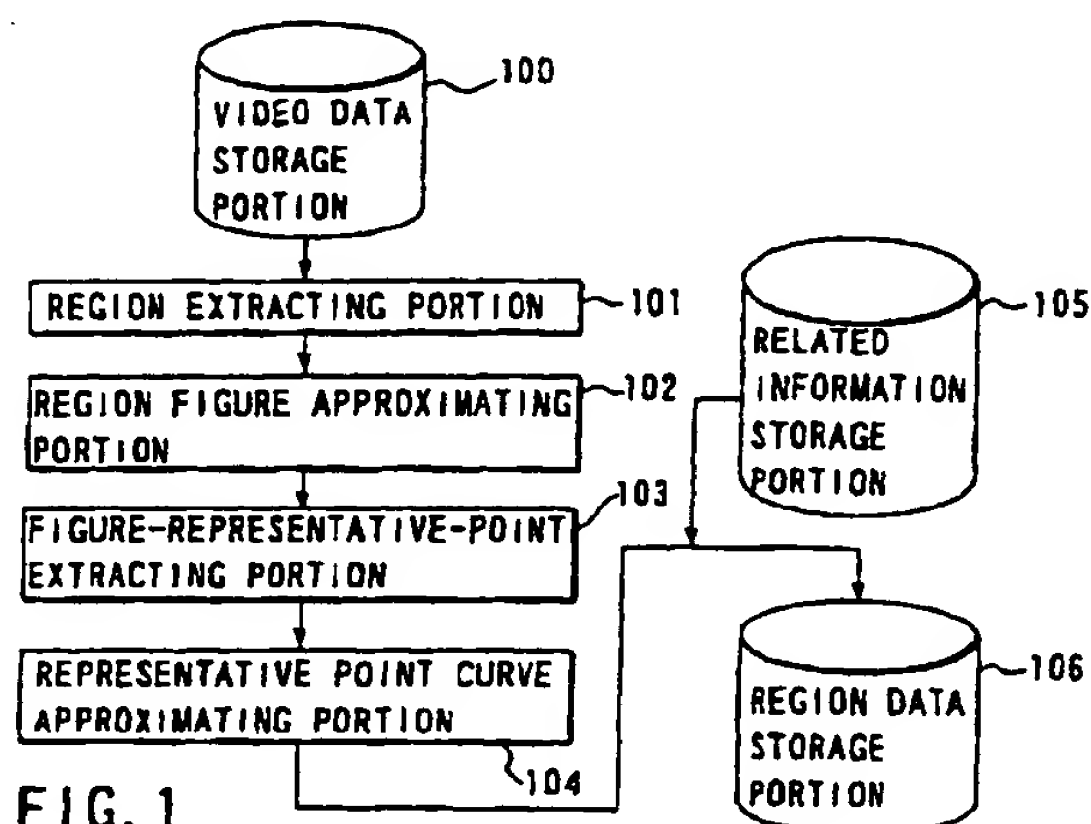 100
VIDEO DATA
STORAGE
PORTION
REGION EXTRACTING PORTION
101
REGION FIGURE APPROXIMATING
PORTION
102
FIGURE-REPRESENTATIVE-POINT
EXTRACTING PORTION
103
REPRESENTATIVE POINT CURVE
APPROXIMATING PORTION
104
RELATED
INFORMATION
STORAGE
PORTION
105
REGION DATA
STORAGE
PORTION
106
FIG. 1